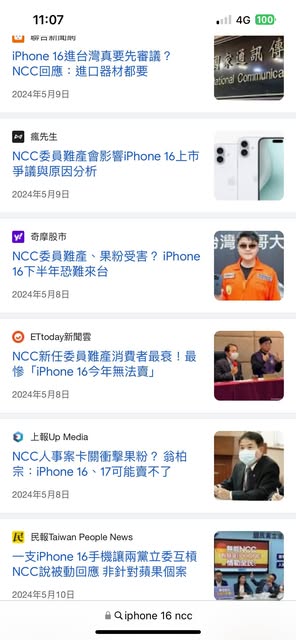 11:07
4G 100
聯合新聞網
iPhone 16進台灣真要先審議？
NCC回應：進口器材都要
2024年5月9日
瘋先生
NCC委員難產會影響iPhone 16上市
爭議與原因分析
2024年5月9日
奇摩股市
NCC委員難產、果粉受害？ iPhone
16下半年恐難來台
2024年5月8日
ETtoday新聞雲
NCC新任委員難產消費者最衰！最
慘「iPhone 16今年無法賣」
2024年5月8日
上報Up Media
NCC人事案卡關衝擊果粉？ 翁柏
宗：iPhone 16、17可能賣不了
2024年5月8日
民報Taiwan People News
一支iPhone 16手機讓兩黨立委互槓
NCC說被動回應 非針對蘋果個案
2024年5月10日
iphone 16 ncc